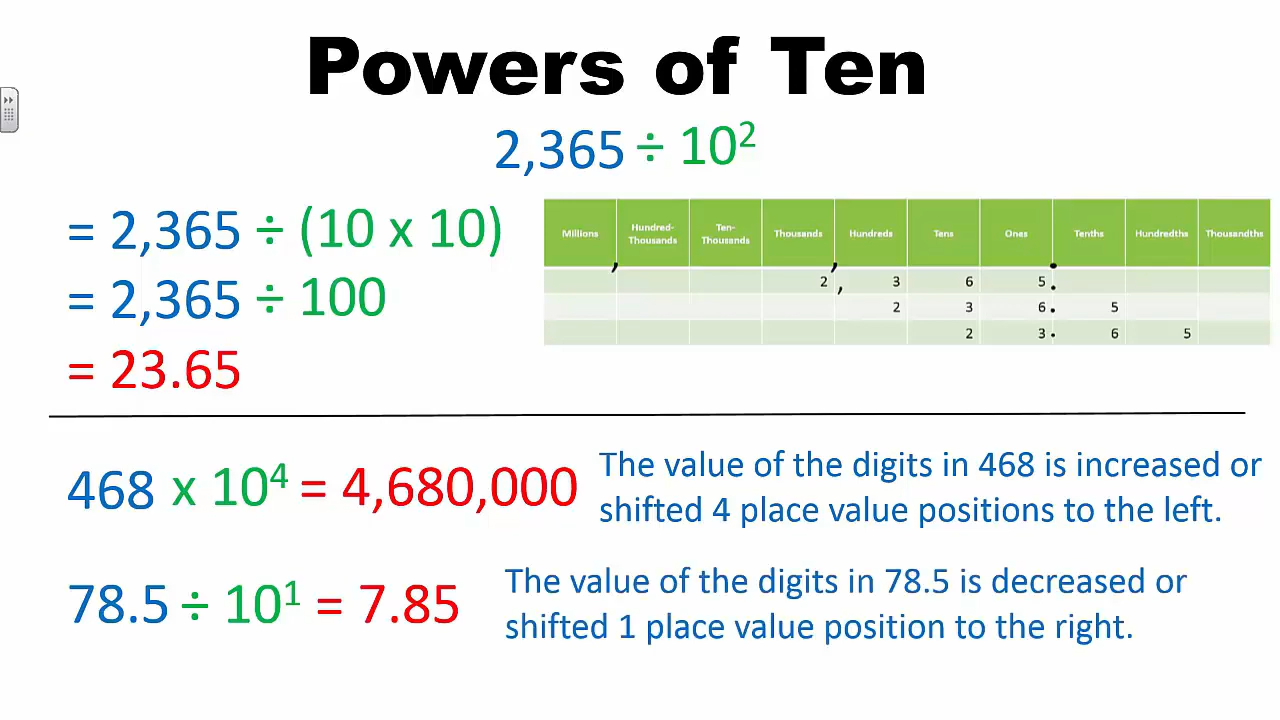 Powers of Ten
2,365 ÷ 10²
= 2,365 ÷ (10 x 10)
= 2,365 ÷ 100
= 23.65
Millions Hundred-Thousands Ten-Thousands Thousands Hundreds Tens Ones Tenths Hundredths Thousandths
, , .
2, 3 6 5.
2 3 6. 5
2 3. 6 5
468 x 10⁴ = 4,680,000
The value of the digits in 468 is increased or
shifted 4 place value positions to the left.
78.5 ÷ 10¹ = 7.85
The value of the digits in 78.5 is decreased or
shifted 1 place value position to the right.